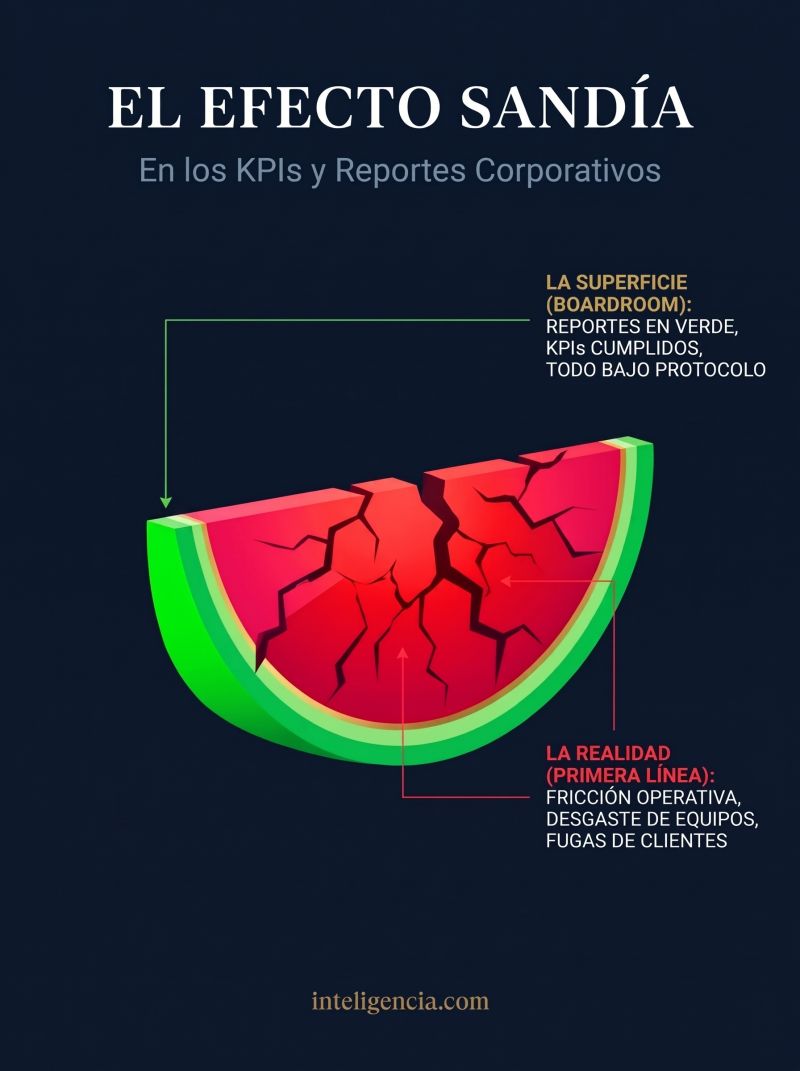 EL EFECTO SANDÍA
En los KPIs y Reportes Corporativos
LA SUPERFICIE
(BOARDROOM):
REPORTES EN VERDE,
KPIs CUMPLIDOS,
TODO BAJO PROTOCOLO
LA REALIDAD
(PRIMERA LÍNEA):
FRICCIÓN OPERATIVA,
DESGASTE DE EQUIPOS,
FUGAS DE CLIENTES
inteligencia.com